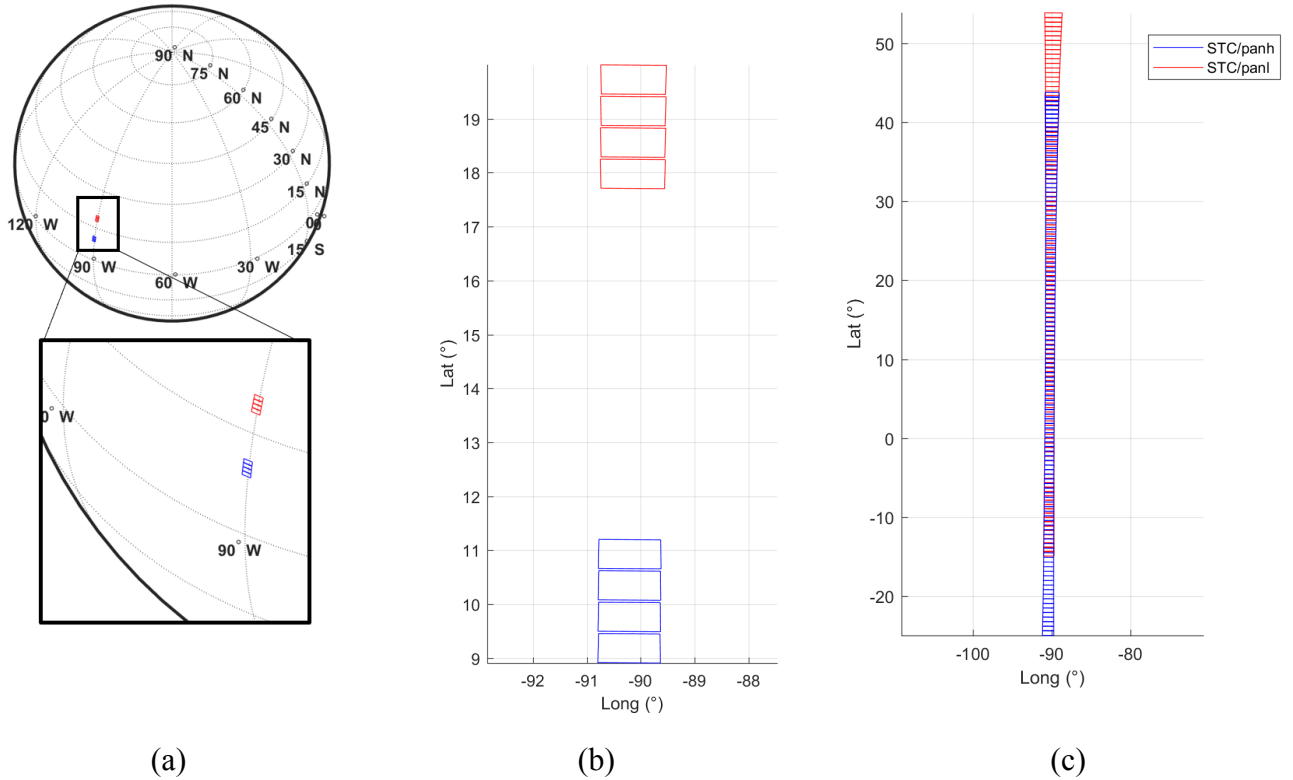 90° N
75° N
60° N
45° N
30° N
15° N
0°
15° S
120° W
90° W
60° W
30° W
0° W
90° W
19
18
17
16
15
14
13
12
11
10
9
-92
-91
-90
-89
-88
Lat (°)
Long (°)
50
40
30
20
10
0
-10
-20
-100
-90
-80
Lat (°)
Long (°)
STC/panh
STC/panl
(a)
(b)
(c)